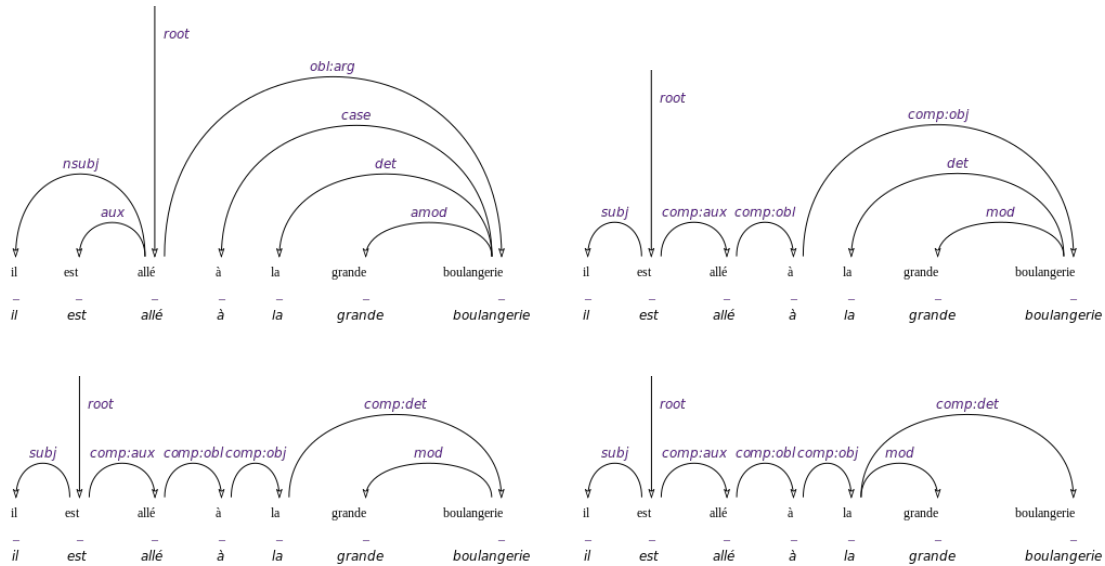 root
obl:arg
case
nsubj
det
aux
amod
il est allé à la grande boulangerie
_ _ _ _ _ _ _
il est allé à la grande boulangerie
root
comp:obj
det
subj comp:aux comp:obl mod
il est allé à la grande boulangerie
_ _ _ _ _ _ _
il est allé à la grande boulangerie
root
comp:det
subj comp:aux comp:obl comp:obj mod
il est allé à la grande boulangerie
_ _ _ _ _ _ _
il est allé à la grande boulangerie
root
comp:det
subj comp:aux comp:obl comp:obj mod
il est allé à la grande boulangerie
_ _ _ _ _ _ _
il est allé à la grande boulangerie